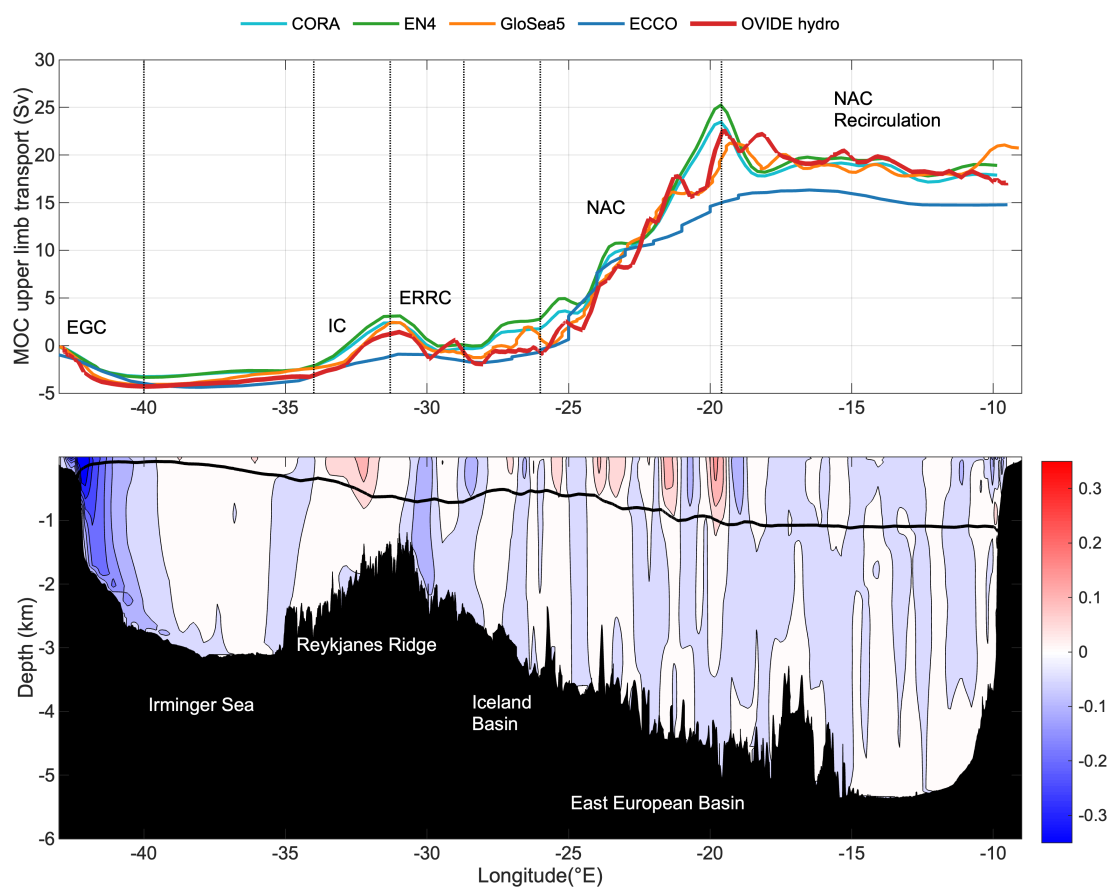 CORA EN4 GloSea5 ECCO OVIDE hydro
MOC upper limb transport (Sv)
30
25
20
15
10
5
0
-5
EGC
IC
ERRC
NAC
NAC
Recirculation
-40 -35 -30 -25 -20 -15 -10
Depth (km)
-1
-2
-3
-4
-5
-6
Reykjanes Ridge
Irminger Sea
Iceland
Basin
East European Basin
0.3
0.2
0.1
0
-0.1
-0.2
-0.3
-40 -35 -30 -25 -20 -15 -10
Longitude(°E)